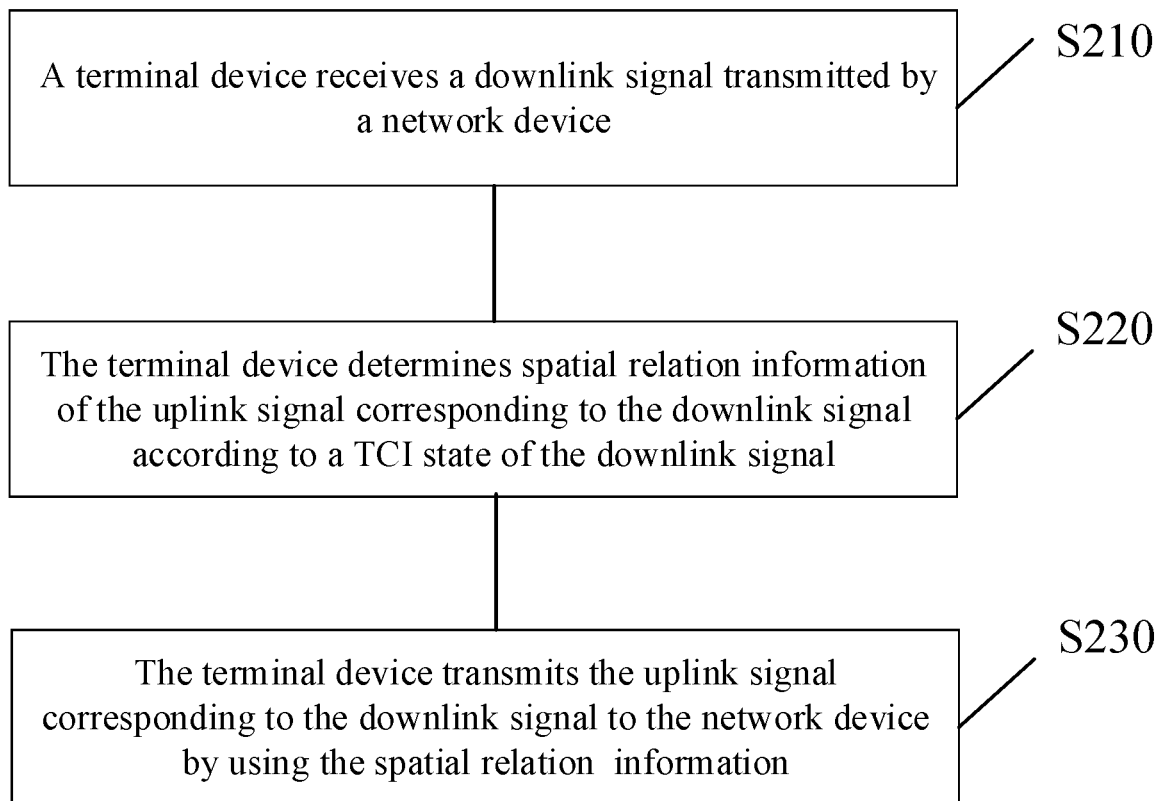 A terminal device receives a downlink signal transmitted by
a network device
S210
The terminal device determines spatial relation information
of the uplink signal corresponding to the downlink signal
according to a TCI state of the downlink signal
S220
The terminal device transmits the uplink signal
corresponding to the downlink signal to the network device
by using the spatial relation information
S230